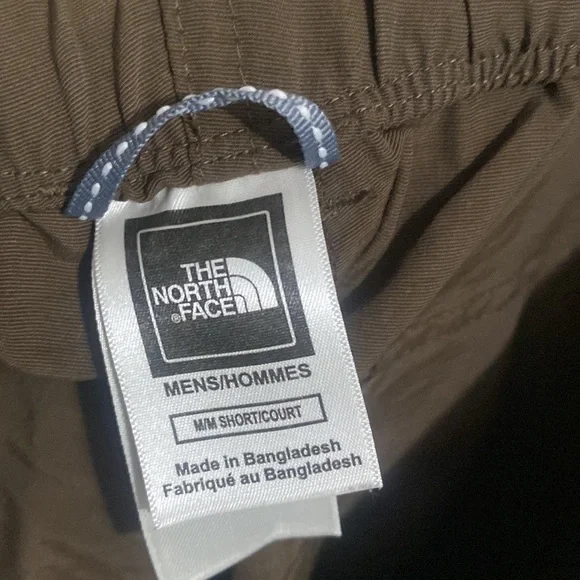 THE
NORTH
®FACE
MENS/HOMMES
M/M SHORT/COURT
Made in Bangladesh
Fabriqué au Bangladesh